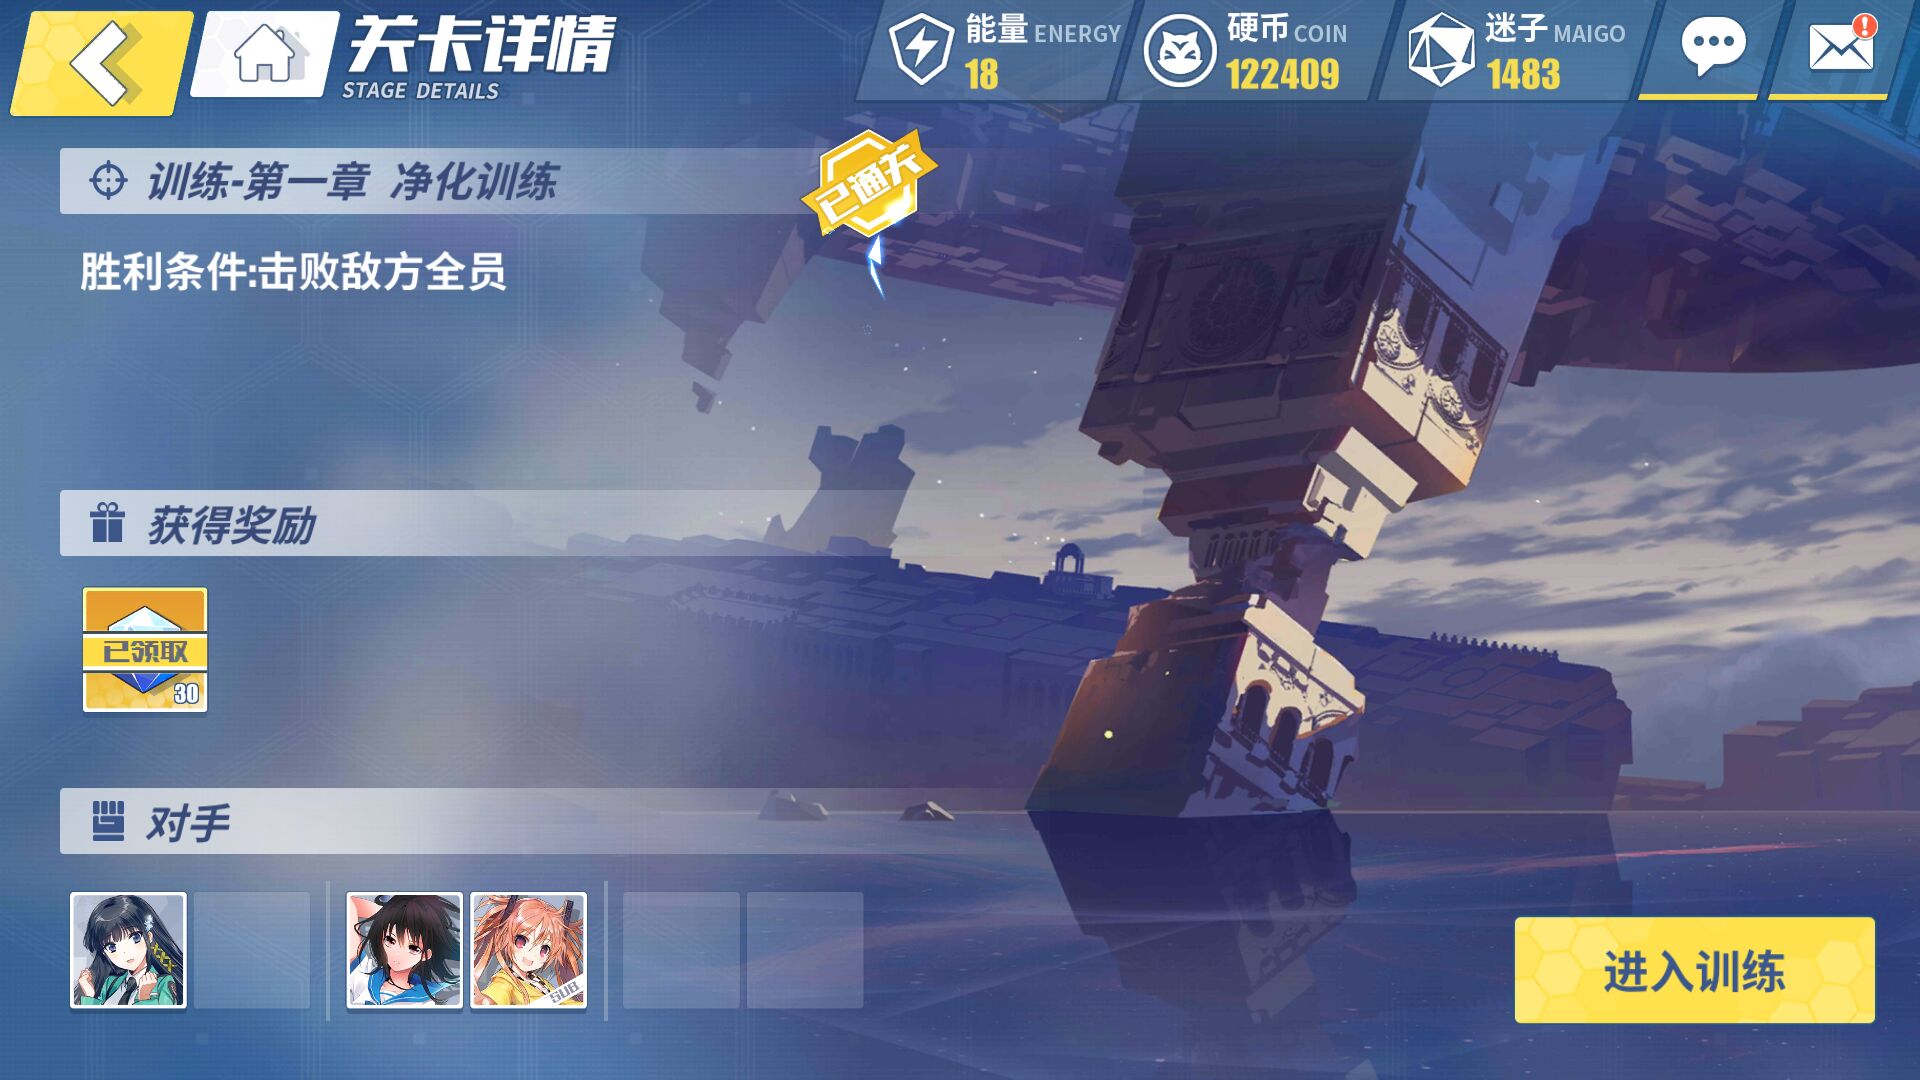 关卡详情
STAGE DETAILS
能量 ENERGY
18
硬币 COIN
122409
迷子 MAIGO
1483
训练-第一章 净化训练
已通关
胜利条件:击败敌方全员
获得奖励
已领取
30
对手
SUB
进入训练